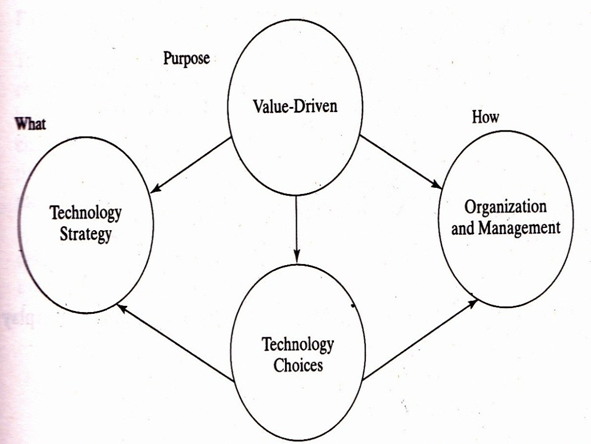 Purpose
Value-Driven
What
How
Technology
Strategy
Organization
and Management
Technology
Choices